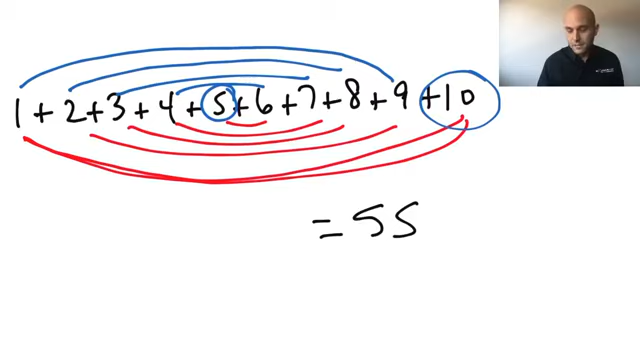 1 + 2 + 3 + 4 + 5 + 6 + 7 + 8 + 9 + 10
= 55